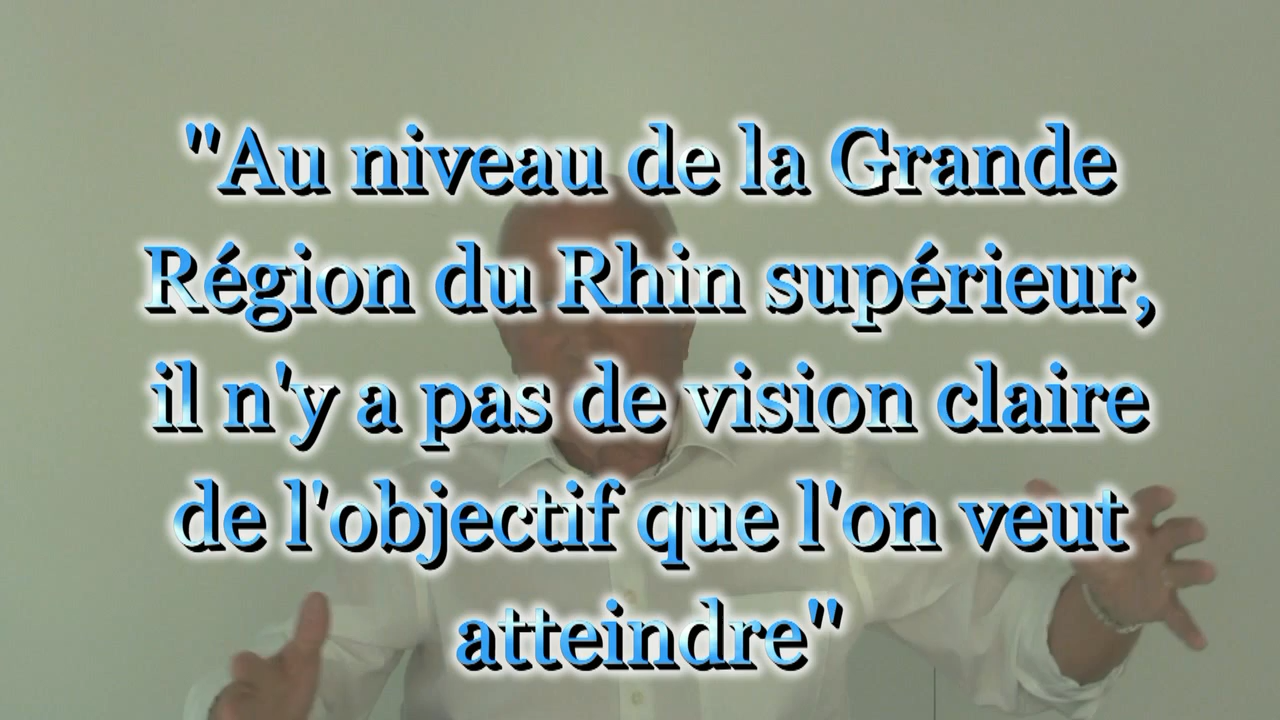 "Au niveau de la Grande
Région du Rhin supérieur,
il n'y a pas de vision claire
de l'objectif que l'on veut
atteindre"